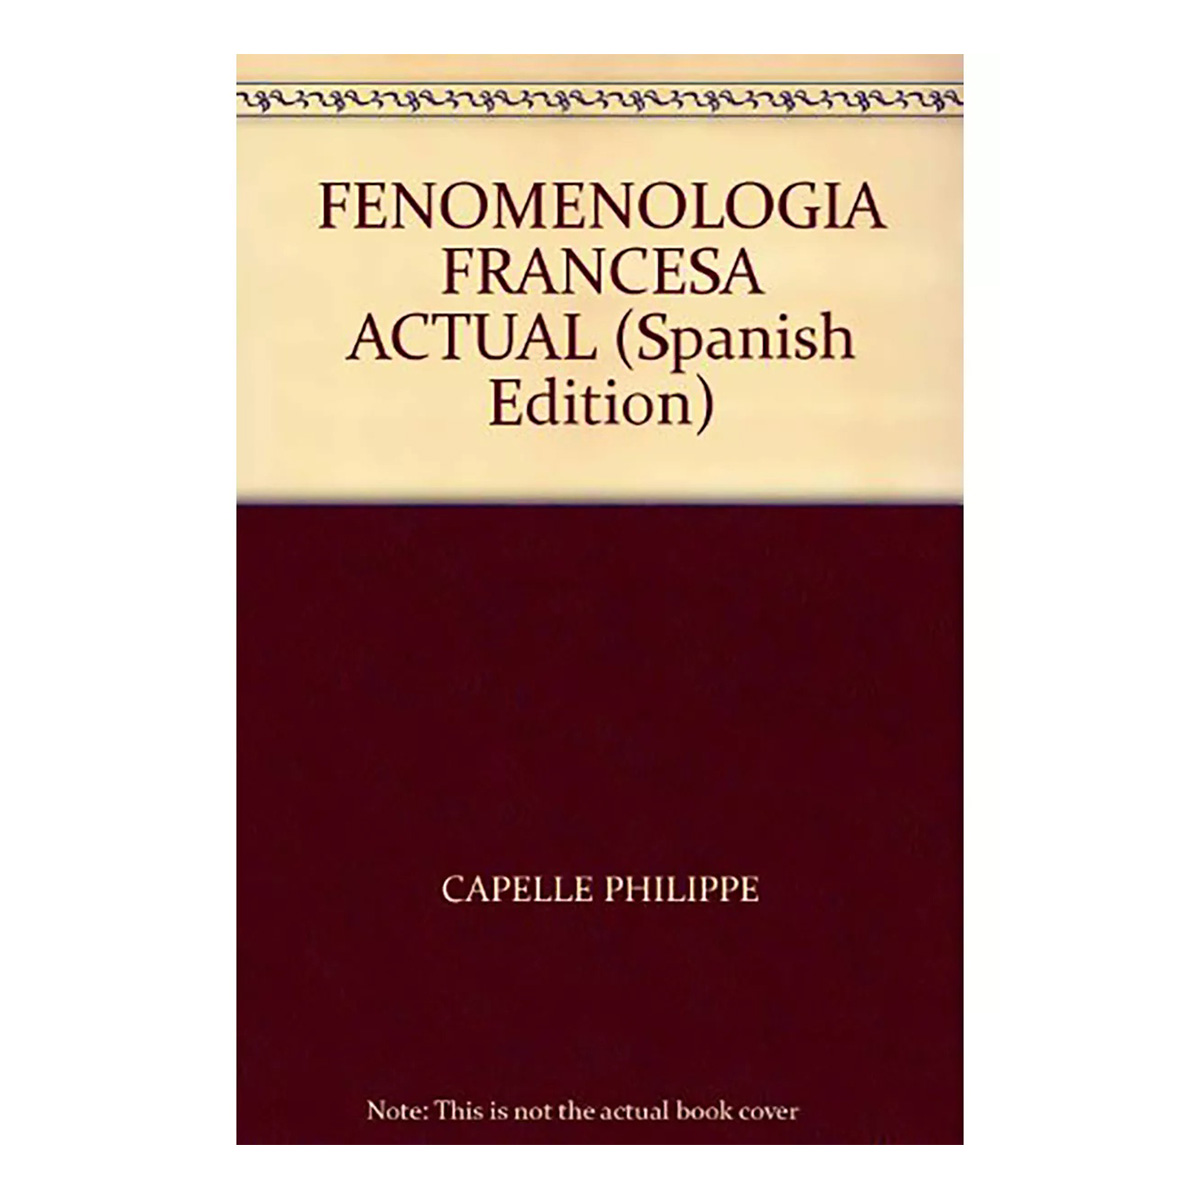 FENOMENOLOGIA
FRANCESA
ACTUAL (Spanish
Edition)
CAPELLE PHILIPPE
Note: This is not the actual book cover